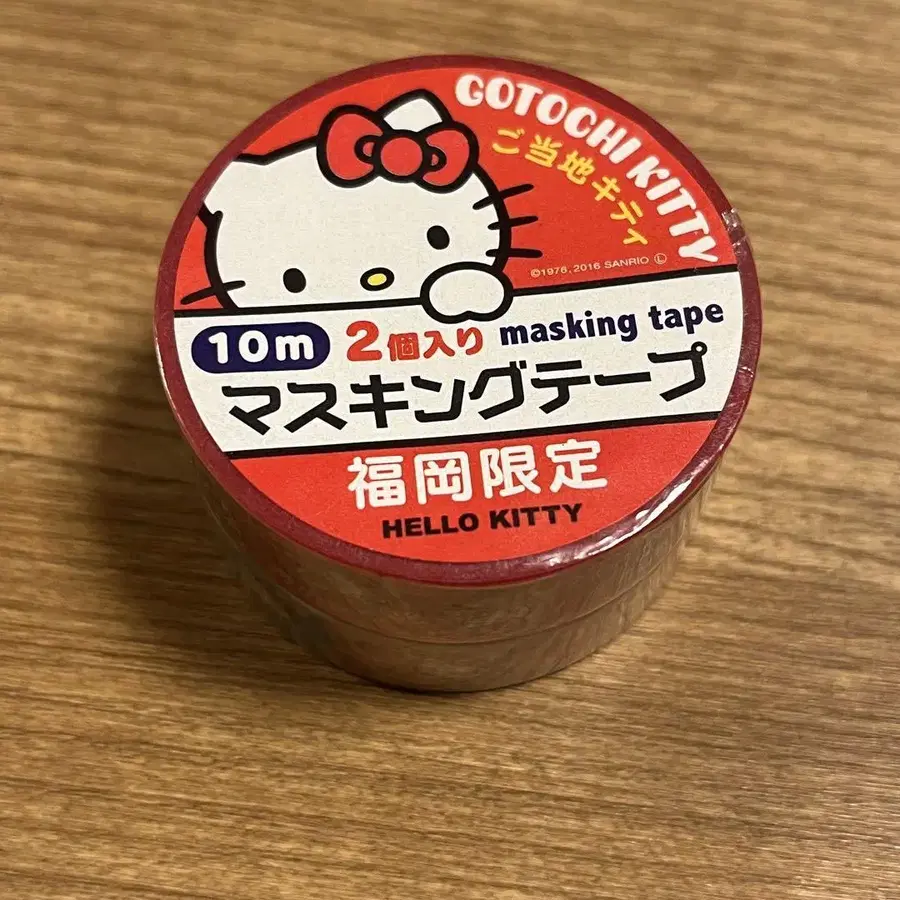 GOTOCHI KITTY
ご当地キティ
©1976, 2016 SANRIO Ⓛ
10m 2個入り masking tape
マスキングテープ
福岡限定
HELLO KITTY